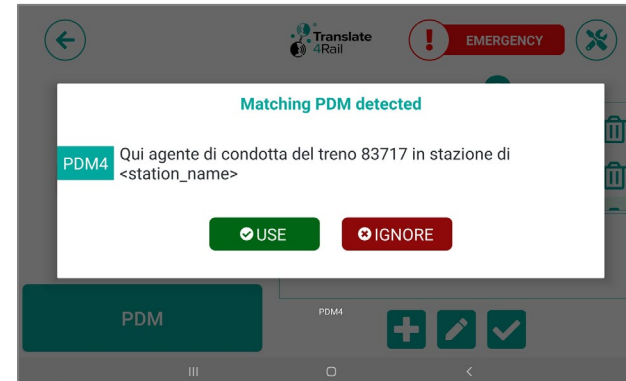 Translate
4Rail
EMERGENCY
Matching PDM detected
PDM4
Qui agente di condotta del treno 83717 in stazione di
<station_name>
USE
IGNORE
PDM
PDM4